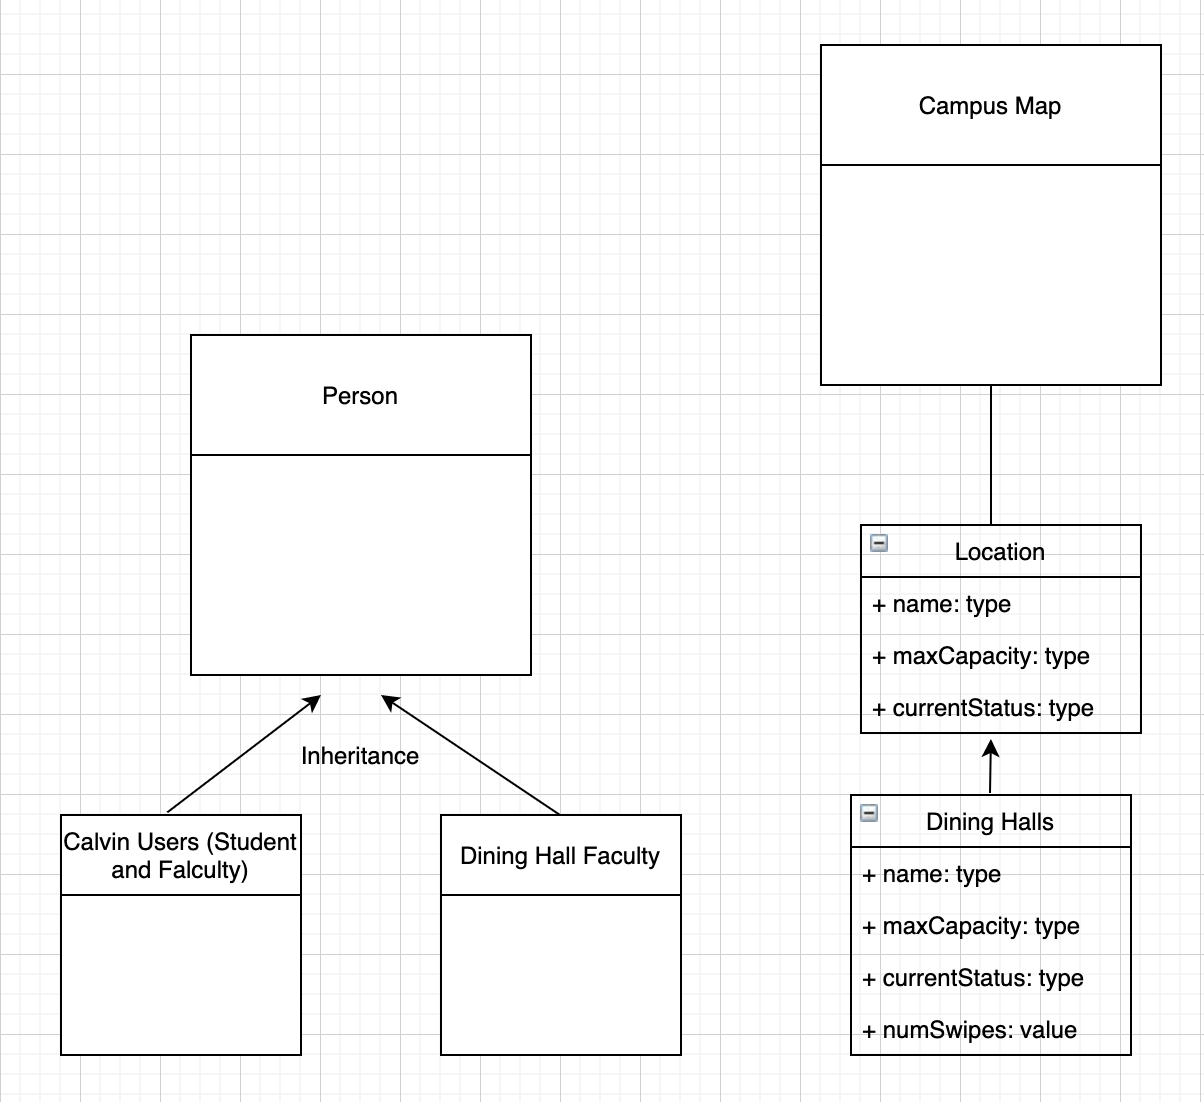 Campus Map
Person
Location
+ name: type
+ maxCapacity: type
+ currentStatus: type
Inheritance
Calvin Users (Student
and Falculty)
Dining Hall Faculty
Dining Halls
+ name: type
+ maxCapacity: type
+ currentStatus: type
+ numSwipes: value